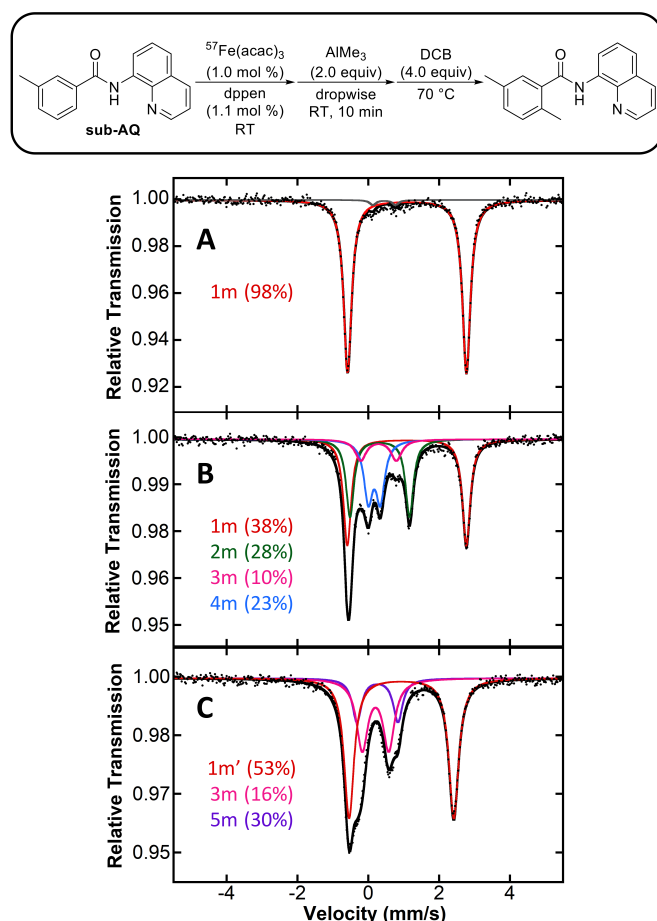 O
N
H
N
sub-AQ
⁵⁷Fe(acac)₃
(1.0 mol %)
dppen
(1.1 mol %)
RT
AlMe₃
(2.0 equiv)
dropwise
RT, 10 min
DCB
(4.0 equiv)
70 °C
O
N
H
N
Relative Transmission
1.00
0.98
0.96
0.94
0.92
A
1m (98%)
Relative Transmission
1.00
0.99
0.98
0.96
0.95
B
1m (38%)
2m (28%)
3m (10%)
4m (23%)
Relative Transmission
1.00
0.98
0.97
0.95
C
1m’ (53%)
3m (16%)
5m (30%)
-4 -2 0 2 4
Velocity (mm/s)